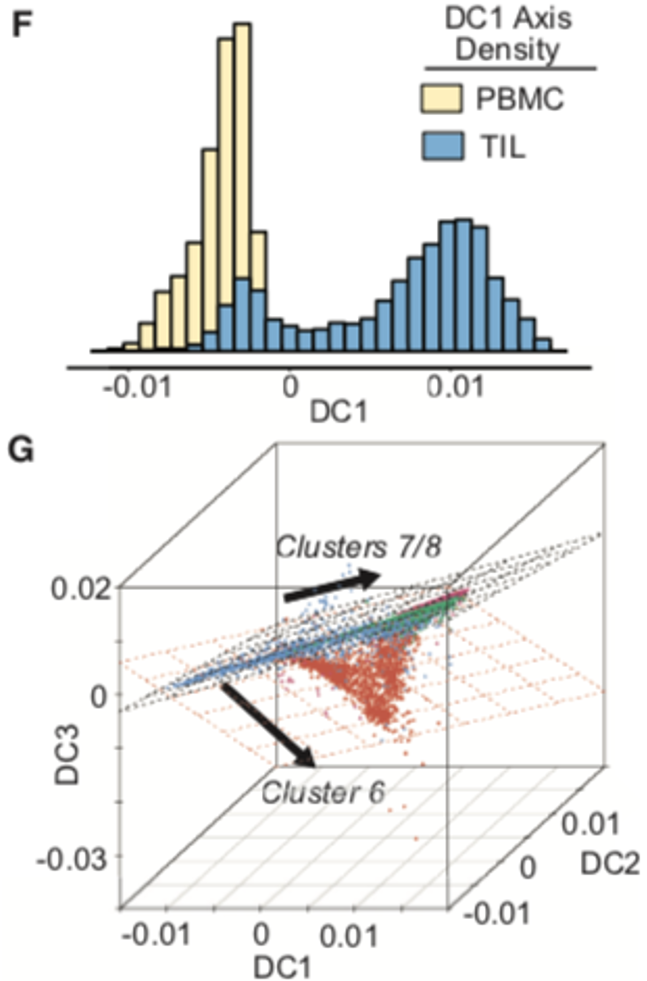 F
DC1 Axis
Density
PBMC
TIL
-0.01 0 0.01
DC1
G
Clusters 7/8
0.02
0
DC3
-0.03
Cluster 6
0.01
0
DC2
-0.01
-0.01 0 0.01
DC1